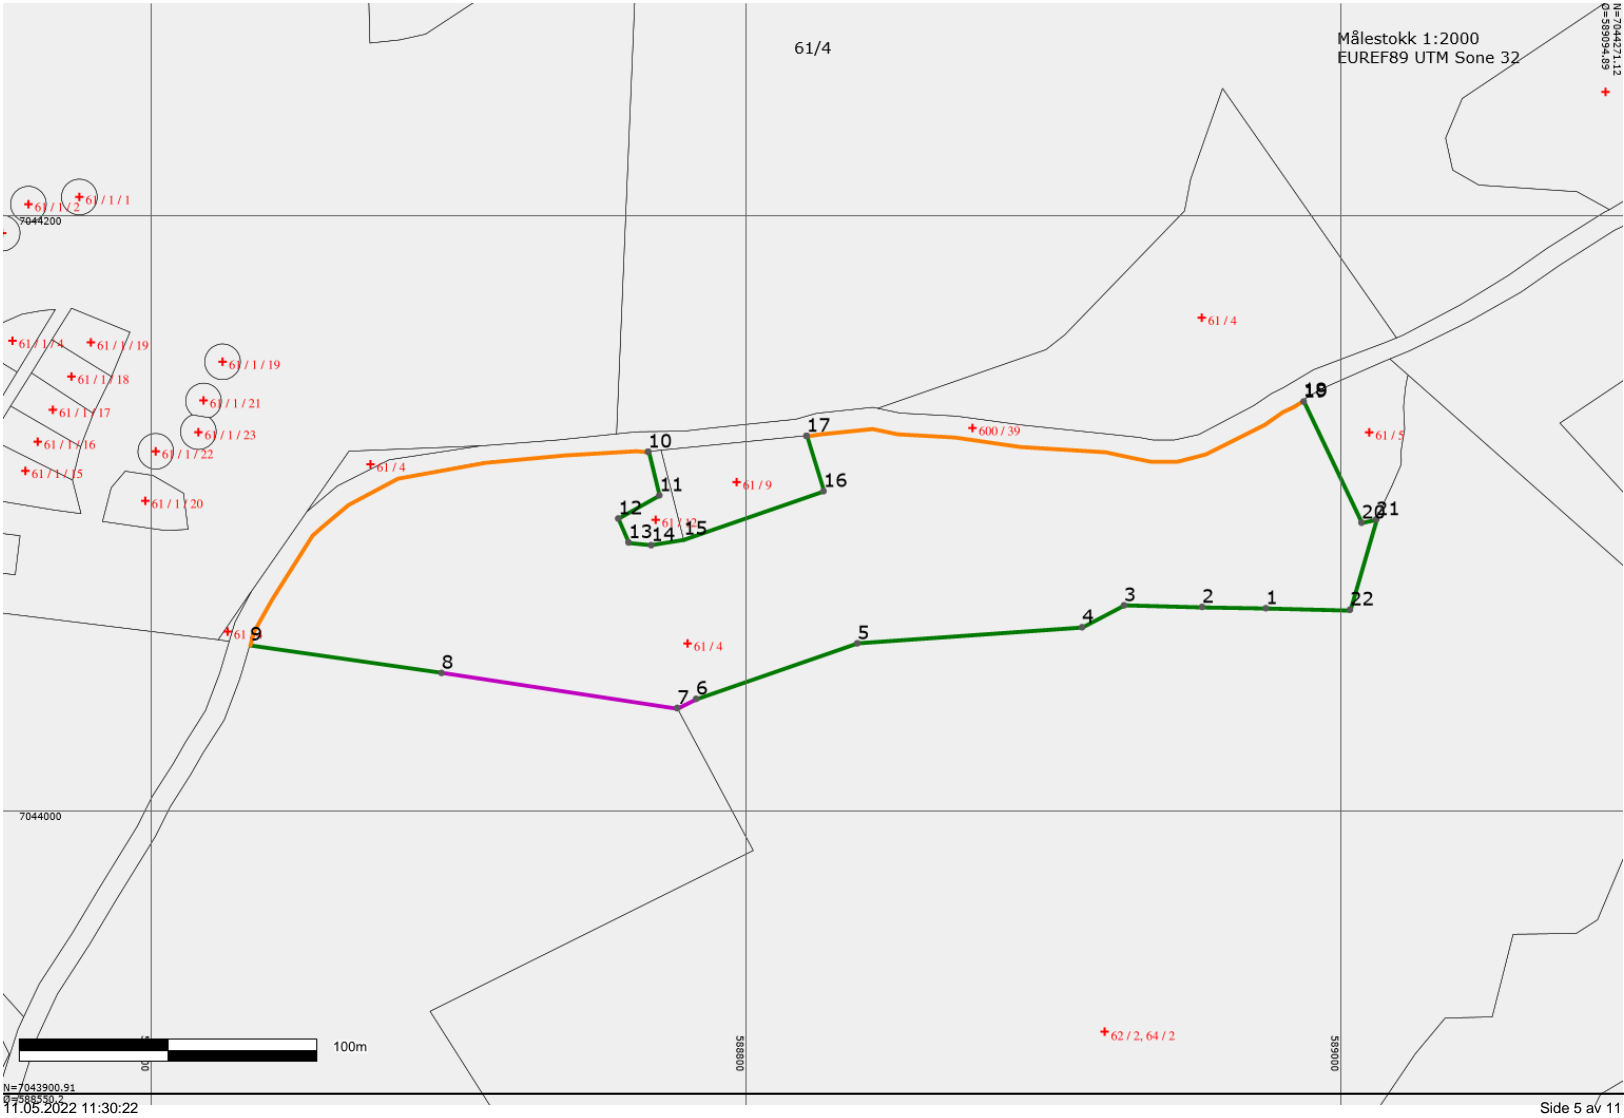 61/4
Målestokk 1:2000
EUREF89 UTM Sone 32
N=7044271.12
Ø=589094.89
61 / 1 / 2
61 / 1 / 1
7044200
61 / 4
61 / 1 / 4
61 / 1 / 19
61 / 1 / 19
61 / 1 / 18
61 / 1 / 17
61 / 1 / 21
61 / 1 / 23
61 / 1 / 16
61 / 1 / 22
61 / 1 / 15
61 / 1 / 20
61 / 4
10
17
600 / 39
19
61 / 5
11
61 / 9
16
12
13
14
15
20
21
9
8
7
6
61 / 4
5
4
3
2
1
22
7044000
62 / 2, 64 / 2
100m
588800
589000
N=7043900.91
Ø=588550.2
11.05.2022 11:30:22
Side 5 av 11